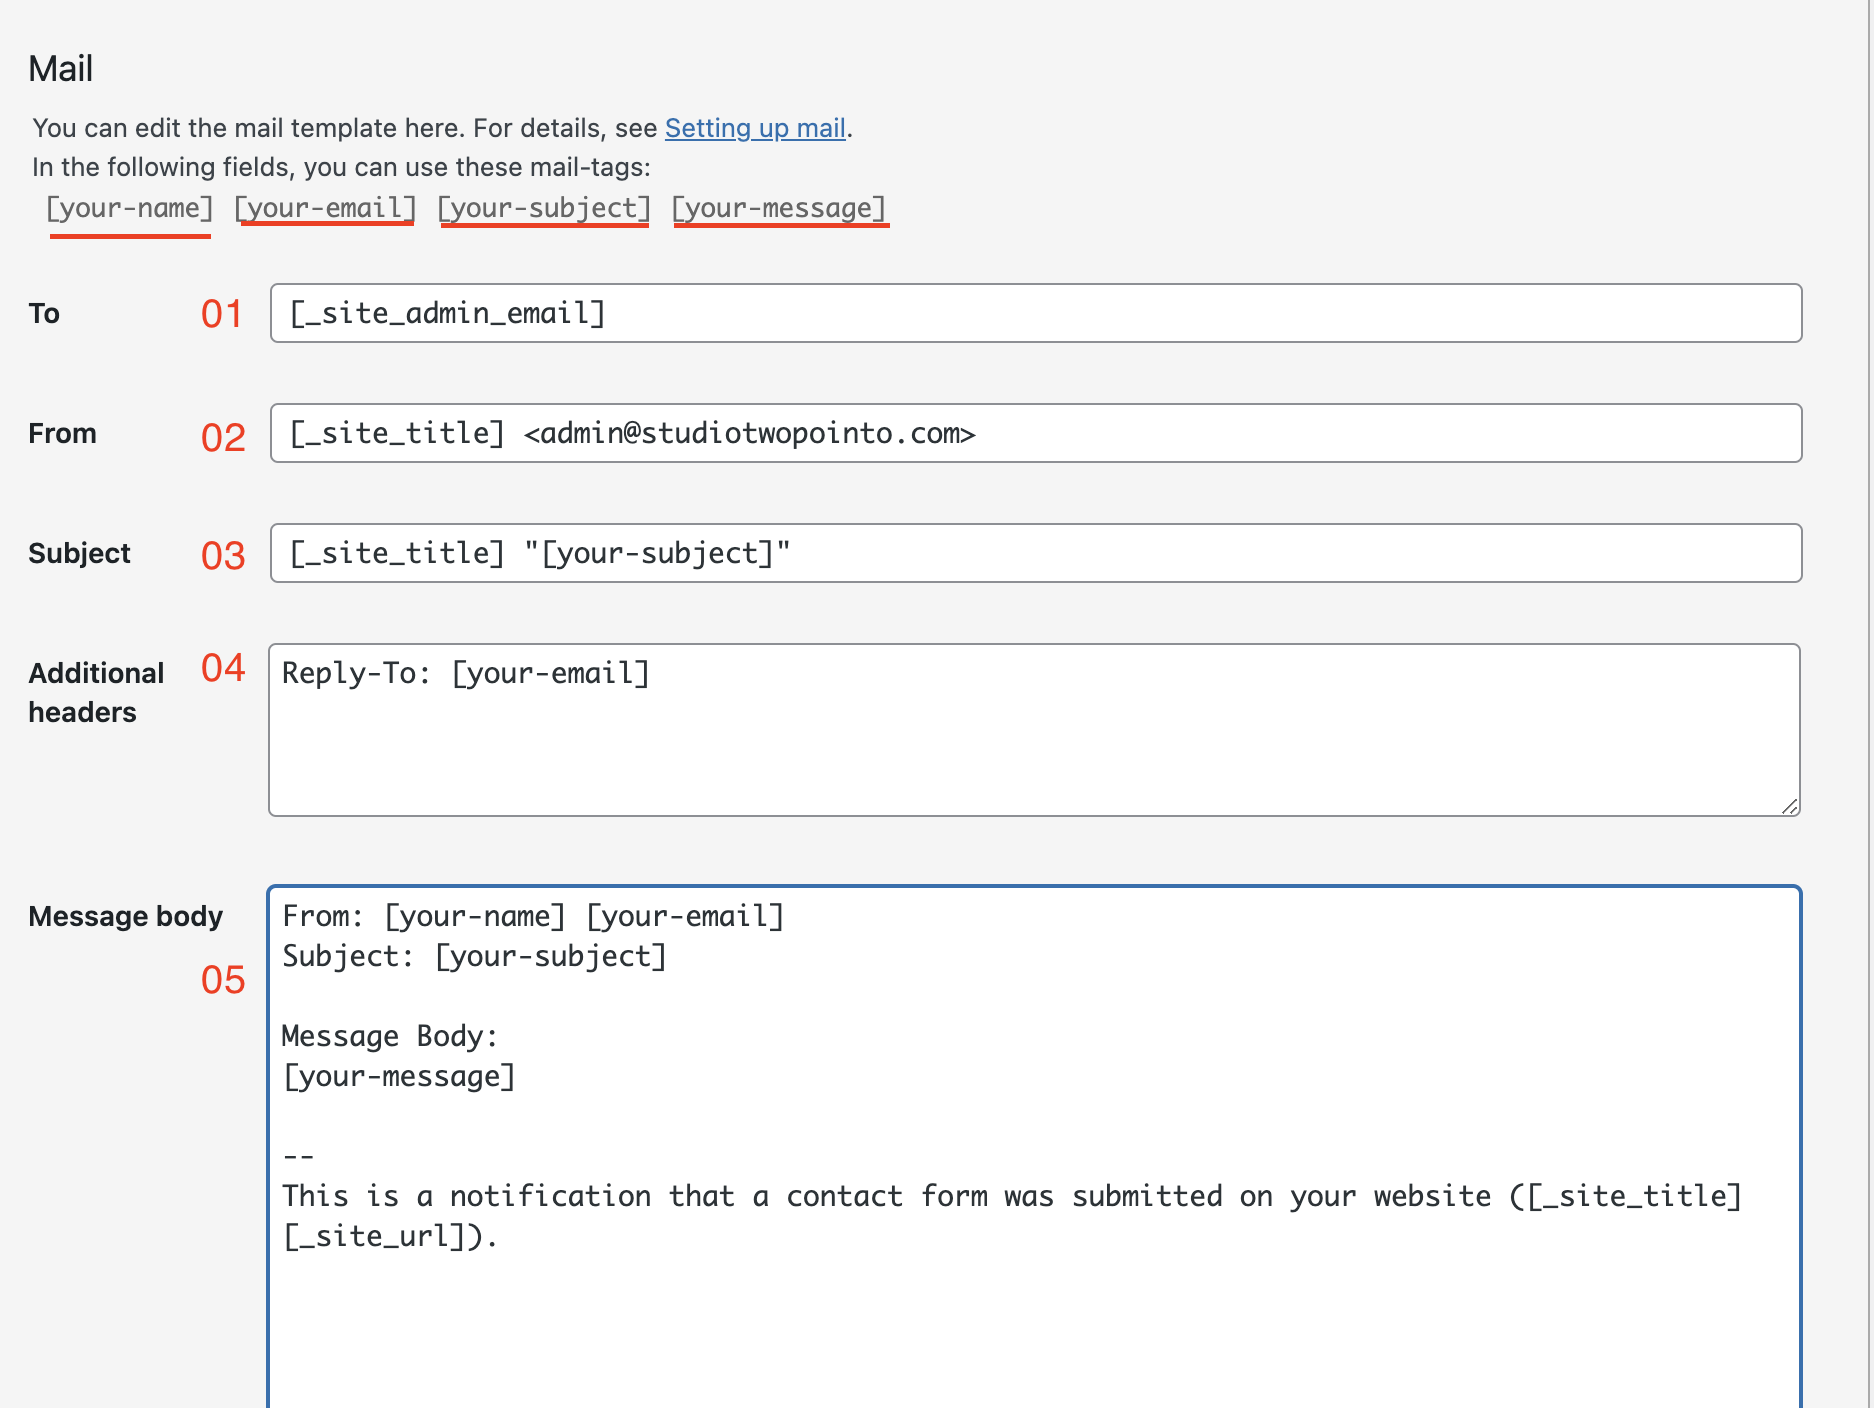 Mail
You can edit the mail template here. For details, see Setting up mail.
In the following fields, you can use these mail-tags:
[your-name] [your-email] [your-subject] [your-message]
To 01 [_site_admin_email]
From 02 [_site_title] <admin@studiotwopointo.com>
Subject 03 [_site_title] "[your-subject]"
Additional 04 Reply-To: [your-email]
headers
Message body From: [your-name] [your-email]
Subject: [your-subject]
05
Message Body:
[your-message]
--
This is a notification that a contact form was submitted on your website ([_site_title]
[_site_url]).